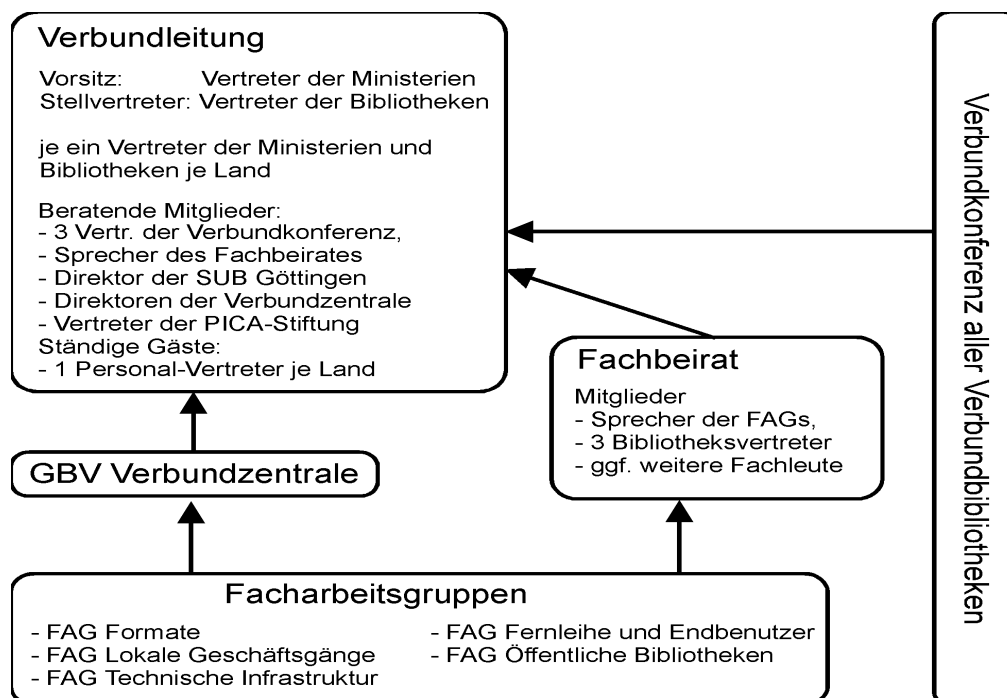 Verbundleitung
Vorsitz: Vertreter der Ministerien
Stellvertreter: Vertreter der Bibliotheken
je ein Vertreter der Ministerien und
Bibliotheken je Land
Beratende Mitglieder:
- 3 Vertr. der Verbundkonferenz,
- Sprecher des Fachbeirates
- Direktor der SUB Göttingen
- Direktoren der Verbundzentrale
- Vertreter der PICA-Stiftung
Ständige Gäste:
- 1 Personal-Vertreter je Land
Fachbeirat
Mitglieder
- Sprecher der FAGs,
- 3 Bibliotheksvertreter
- ggf. weitere Fachleute
GBV Verbundzentrale
Facharbeitsgruppen
- FAG Formate
- FAG Lokale Geschäftsgänge
- FAG Technische Infrastruktur
- FAG Fernleihe und Endbenutzer
- FAG Öffentliche Bibliotheken
Verbundkonferenz aller Verbundbibliotheken